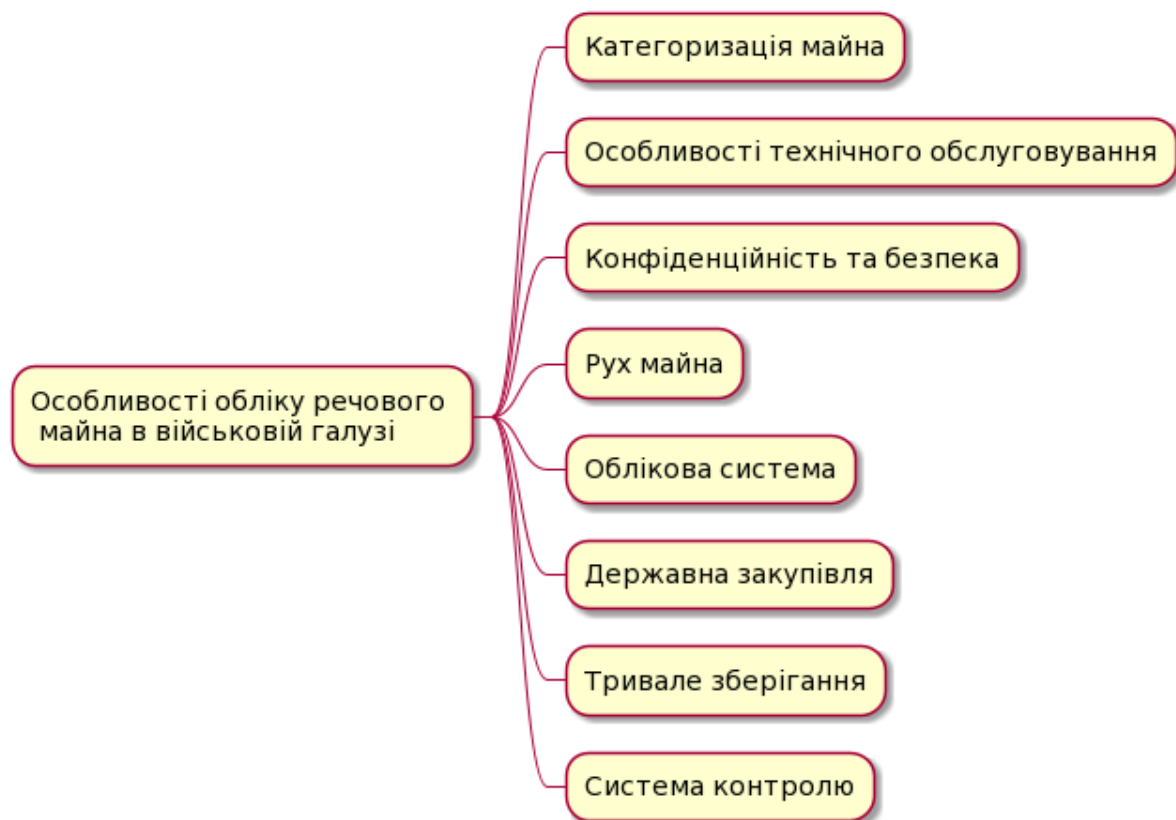 Категоризація майна
Особливості технічного обслуговування
Конфіденційність та безпека
Рух майна
Особливості обліку речового
майна в військовій галузі
Облікова система
Державна закупівля
Тривале зберігання
Система контролю